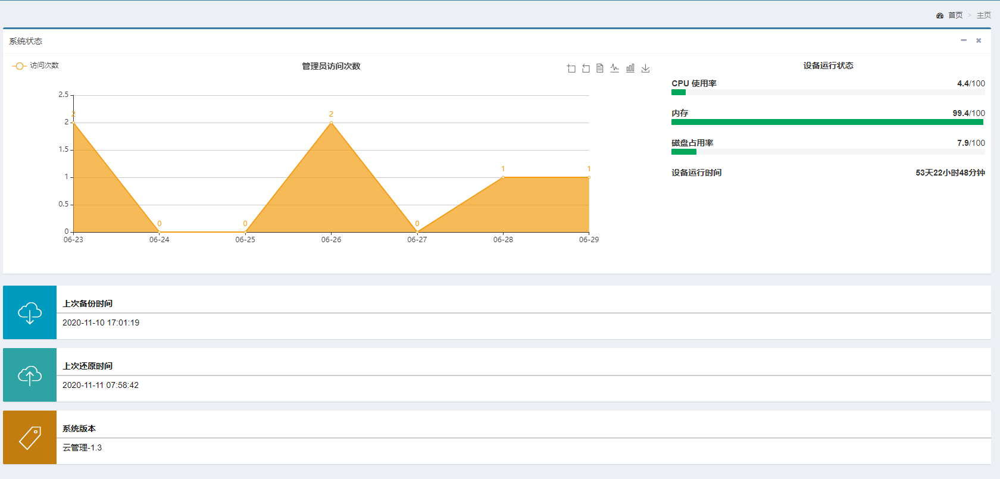 首页 > 主页
系统状态
访问次数
管理员访问次数
2.5
2
1.5
1
0.5
0
2
0
0
2
0
1
1
06-23 06-24 06-25 06-26 06-27 06-28 06-29
设备运行状态
CPU 使用率 4.4/100
内存 99.4/100
磁盘占用率 7.9/100
设备运行时间 53天22小时48分钟
上次备份时间
2020-11-10 17:01:19
上次还原时间
2020-11-11 07:58:42
系统版本
云管理-1.3